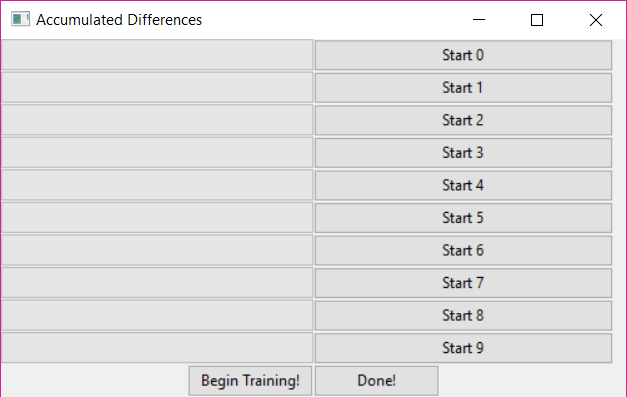 Accumulated Differences
Start 0
Start 1
Start 2
Start 3
Start 4
Start 5
Start 6
Start 7
Start 8
Start 9
Begin Training! Done!